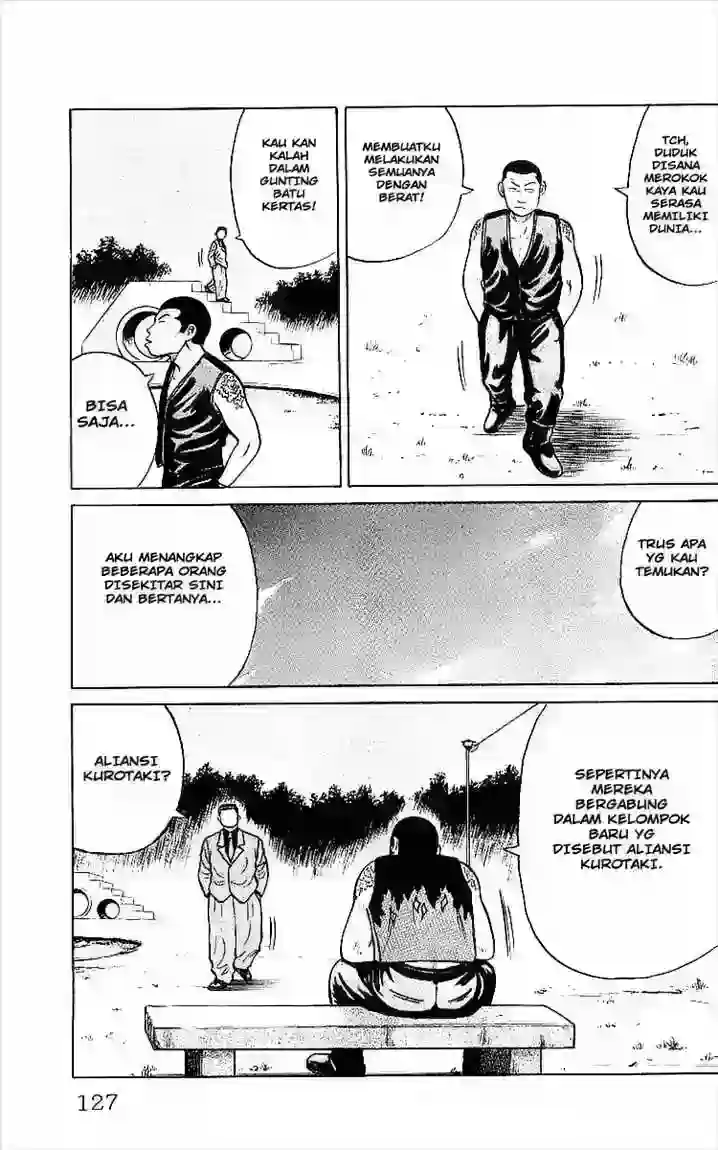 TCH,
DUDUK
DISANA
MEROKOK
KAYA KAU
SERASA
MEMILIKI
DUNIA...
MEMBUATKU
MELAKUKAN
SEMUANYA
DENGAN
BERAT!
KAU KAN
KALAH
DALAM
GUNTING
BATU
KERTAS!
BISA
SAJA...
TRUS APA
YG KAU
TEMUKAN?
AKU MENANGKAP
BEBERAPA ORANG
DISEKITAR SINI
DAN BERTANYA...
SEPERTINYA
MEREKA
BERGABUNG
DALAM KELOMPOK
BARU YG
DISEBUT ALIANSI
KUROTAKI.
ALIANSI
KUROTAKI?
127